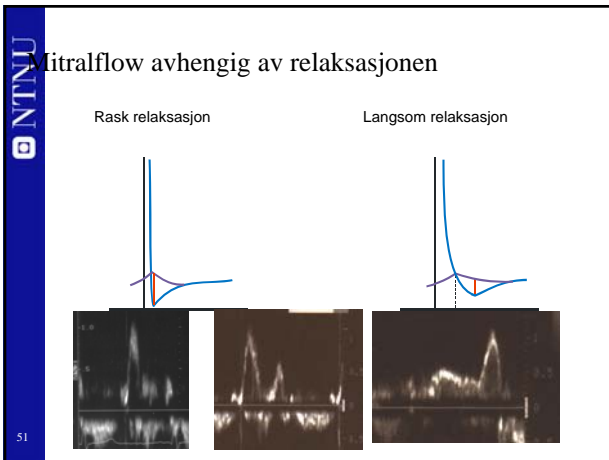 Mitralflow avhengig av relaksasjonen
NTNU
Rask relaksasjon
Langsom relaksasjon
51